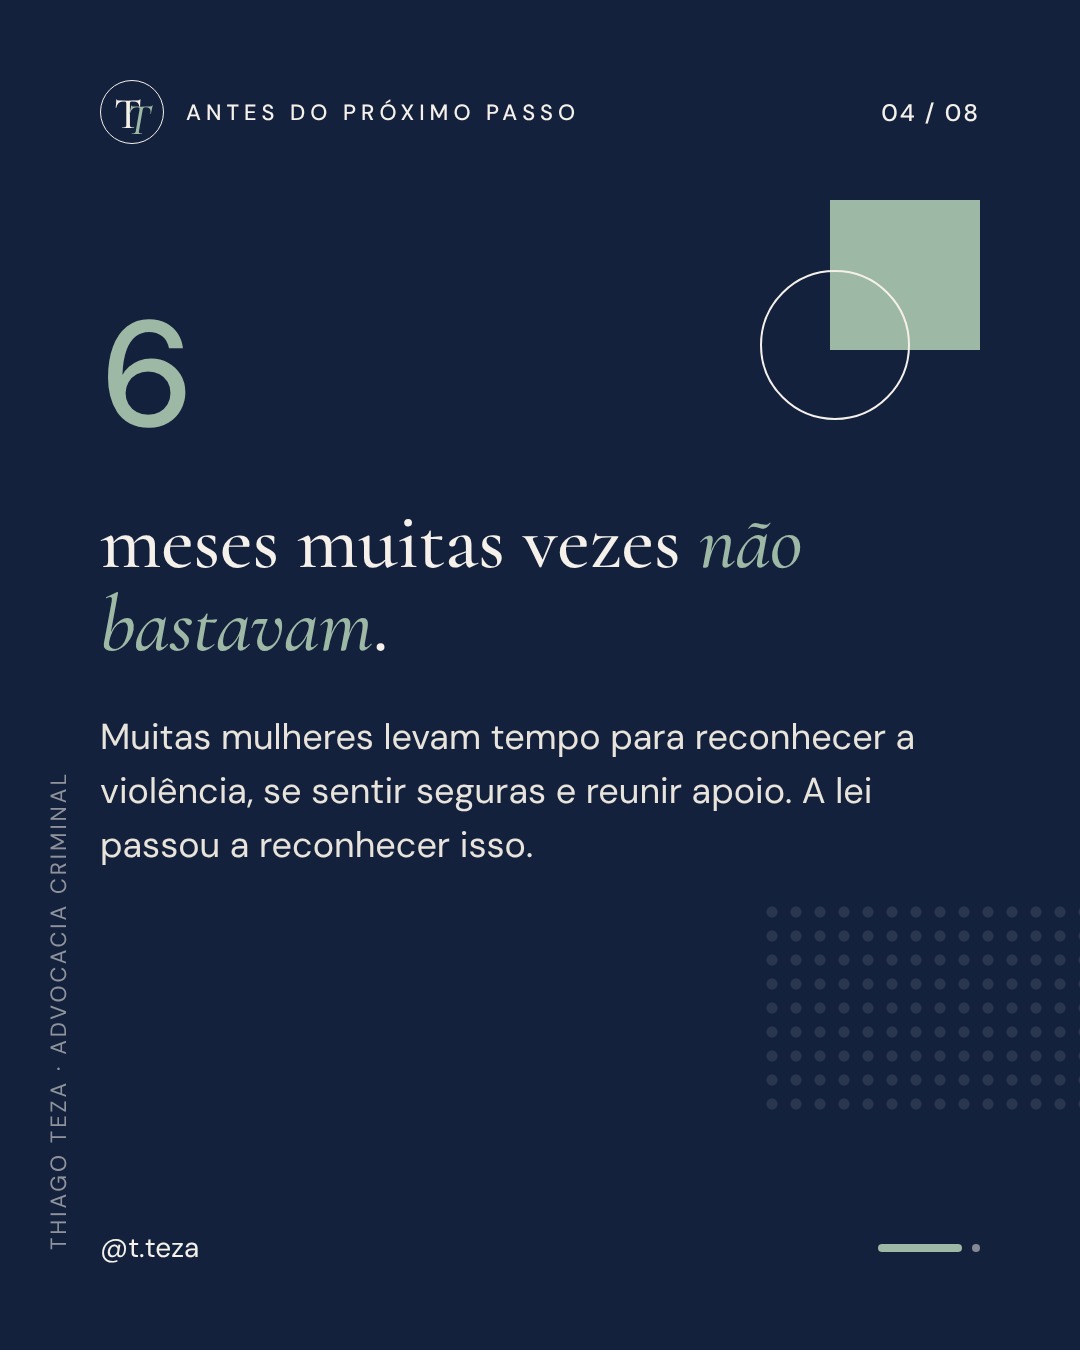 TT
ANTES DO PRÓXIMO PASSO
04 / 08
6
meses muitas vezes não
bastavam.
Muitas mulheres levam tempo para reconhecer a
violência, se sentir seguras e reunir apoio. A lei
passou a reconhecer isso.
THIAGO TEZA · ADVOCACIA CRIMINAL
@t.teza